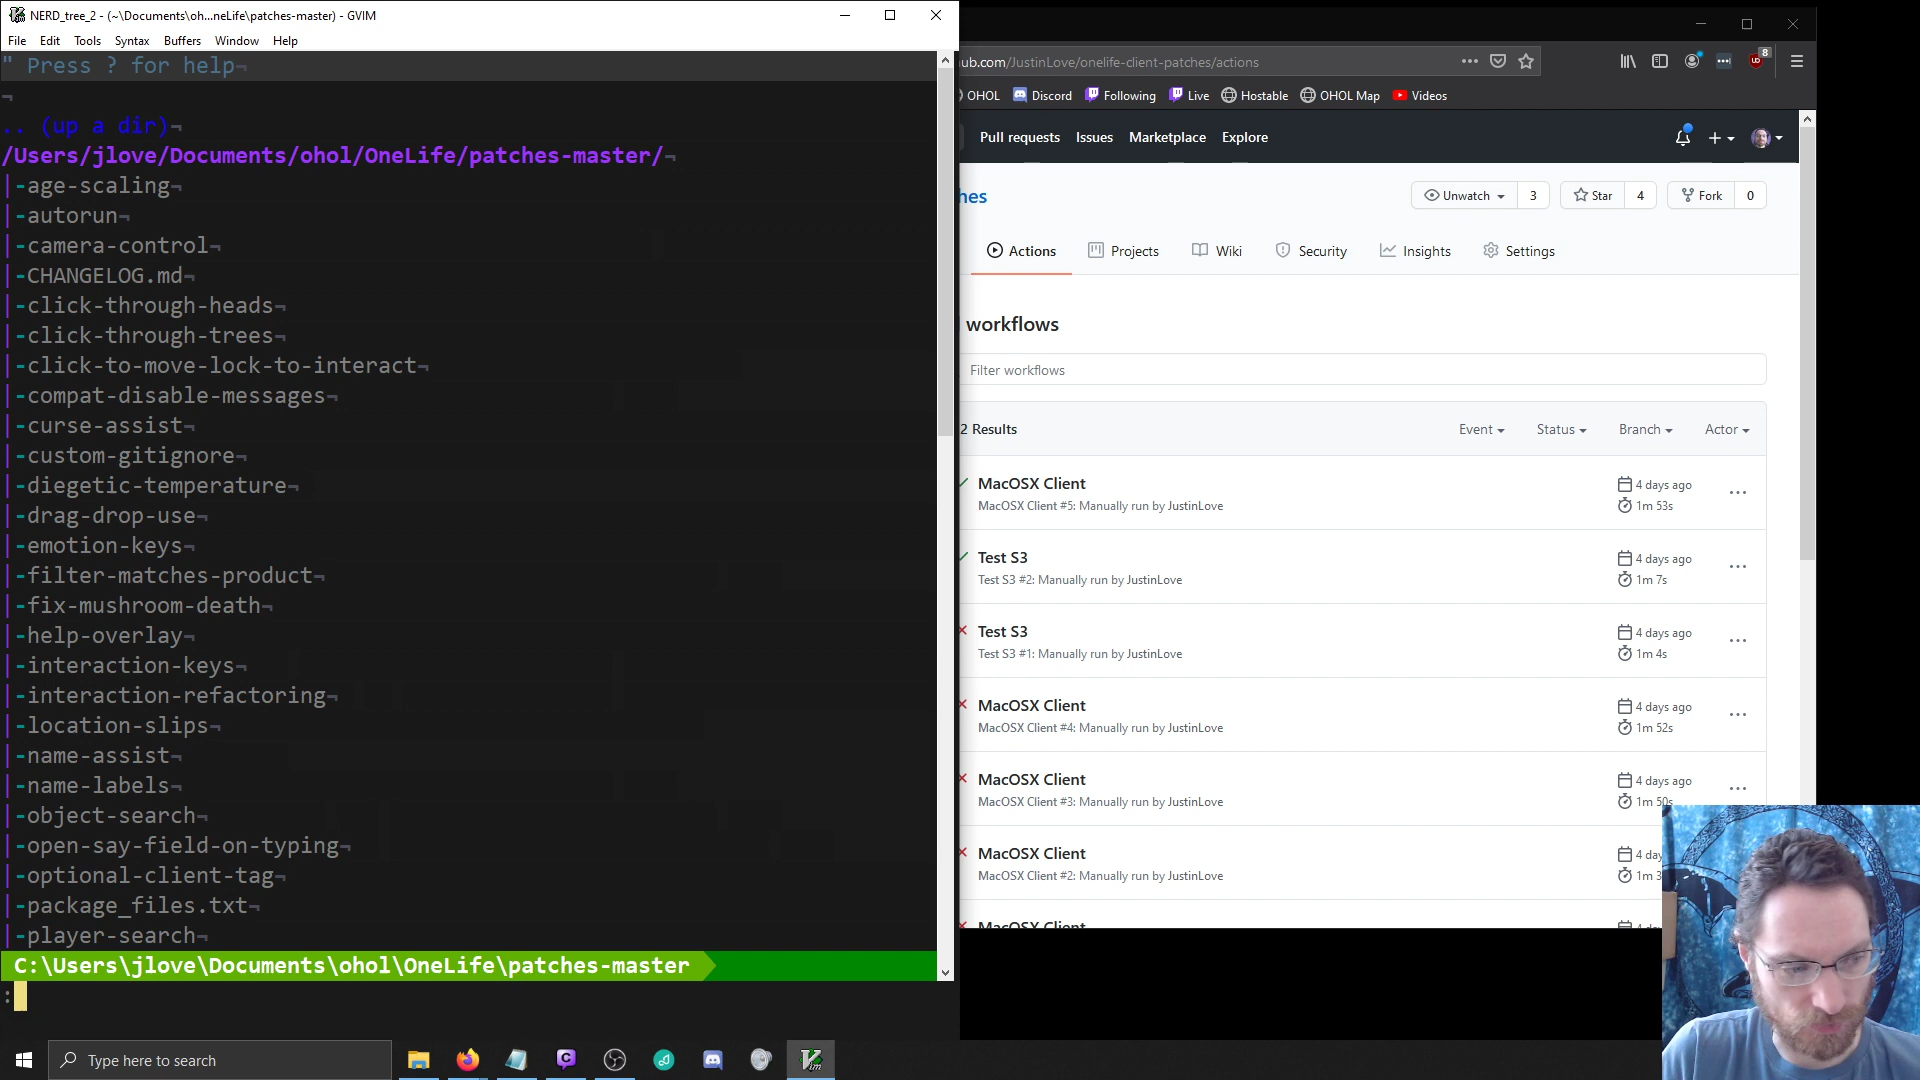 NERD_tree_2 - (~\Documents\oh...neLife\patches-master) - GVIM
File Edit Tools Syntax Buffers Window Help
" Press ? for help¬
¬
.. (up a dir)¬
/Users/jlove/Documents/ohol/OneLife/patches-master/¬
|-age-scaling¬
|-autorun¬
|-camera-control¬
|-CHANGELOG.md¬
|-click-through-heads¬
|-click-through-trees¬
|-click-to-move-lock-to-interact¬
|-compat-disable-messages¬
|-curse-assist¬
|-custom-gitignore¬
|-diegetic-temperature¬
|-drag-drop-use¬
|-emotion-keys¬
|-filter-matches-product¬
|-fix-mushroom-death¬
|-help-overlay¬
|-interaction-keys¬
|-interaction-refactoring¬
|-location-slips¬
|-name-assist¬
|-name-labels¬
|-object-search¬
|-open-say-field-on-typing¬
|-optional-client-tag¬
|-package_files.txt¬
|-player-search¬
C:\Users\jlove\Documents\ohol\OneLife\patches-master
:
ub.com/JustinLove/onelife-client-patches/actions
8
OHOL Discord Following Live Hostable OHOL Map Videos
Pull requests Issues Marketplace Explore
hes
Unwatch 3 Star 4 Fork 0
Actions Projects Wiki Security Insights Settings
workflows
Filter workflows
2 Results Event Status Branch Actor
MacOSX Client 4 days ago
MacOSX Client #5: Manually run by JustinLove 1m 53s
Test S3 4 days ago
Test S3 #2: Manually run by JustinLove 1m 7s
Test S3 4 days ago
Test S3 #1: Manually run by JustinLove 1m 4s
MacOSX Client 4 days ago
MacOSX Client #4: Manually run by JustinLove 1m 52s
MacOSX Client 4 days ago
MacOSX Client #3: Manually run by JustinLove 1m 50s
MacOSX Client 4 day
MacOSX Client #2: Manually run by JustinLove 1m 3
MacOSX Client
Type here to search